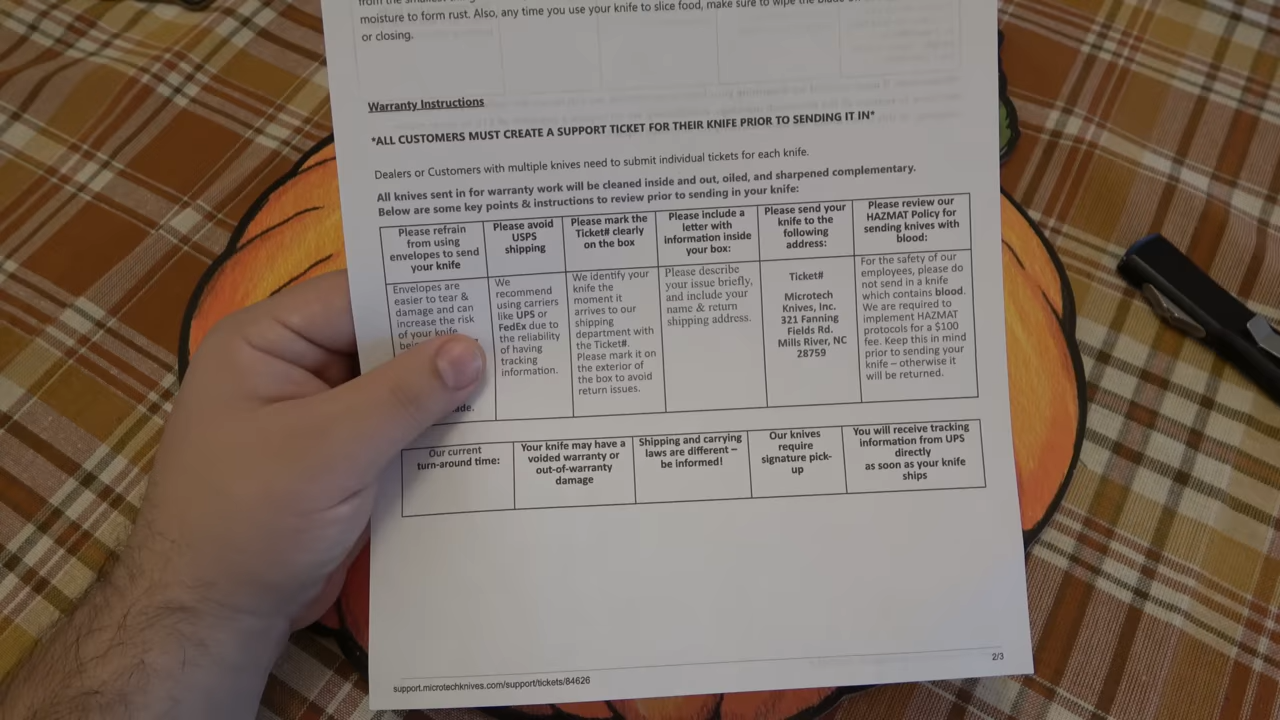 moisture to form rust. Also, any time you use your knife to slice food, make sure to wipe the blade
or closing.
Warranty Instructions
*ALL CUSTOMERS MUST CREATE A SUPPORT TICKET FOR THEIR KNIFE PRIOR TO SENDING IT IN*
Dealers or Customers with multiple knives need to submit individual tickets for each knife.
All knives sent in for warranty work will be cleaned inside and out, oiled, and sharpened complementary.
Below are some key points & instructions to review prior to sending in your knife:
Please refrain
from using
envelopes to send
your knife
Please avoid
USPS
shipping
Please mark the
Ticket# clearly
on the box
Please include a
letter with
information inside
your box:
Please send your
knife to the
following
address:
Please review our
HAZMAT Policy for
sending knives with
blood:
Envelopes are
easier to tear &
damage and can
increase the risk
of your knife
We
recommend
using carriers
like UPS or
FedEx due to
the reliability
of having
tracking
information.
We identify your
knife the
moment it
arrives to our
shipping
department with
the Ticket#.
Please mark it on
the exterior of
the box to avoid
return issues.
Please describe
your issue briefly,
and include your
name & return
shipping address.
Ticket#
Microtech
Knives, Inc.
321 Fanning
Fields Rd.
Mills River, NC
28759
For the safety of our
employees, please do
not send in a knife
which contains blood.
We are required to
implement HAZMAT
protocols for a $100
fee. Keep this in mind
prior to sending your
knife – otherwise it
will be returned.
Our current
turn-around time:
Your knife may have a
voided warranty or
out-of-warranty
damage
Shipping and carrying
laws are different –
be informed!
Our knives
require
signature pick-
up
You will receive tracking
information from UPS
directly
as soon as your knife
ships
support.microtechknives.com/support/tickets/84626
2/3